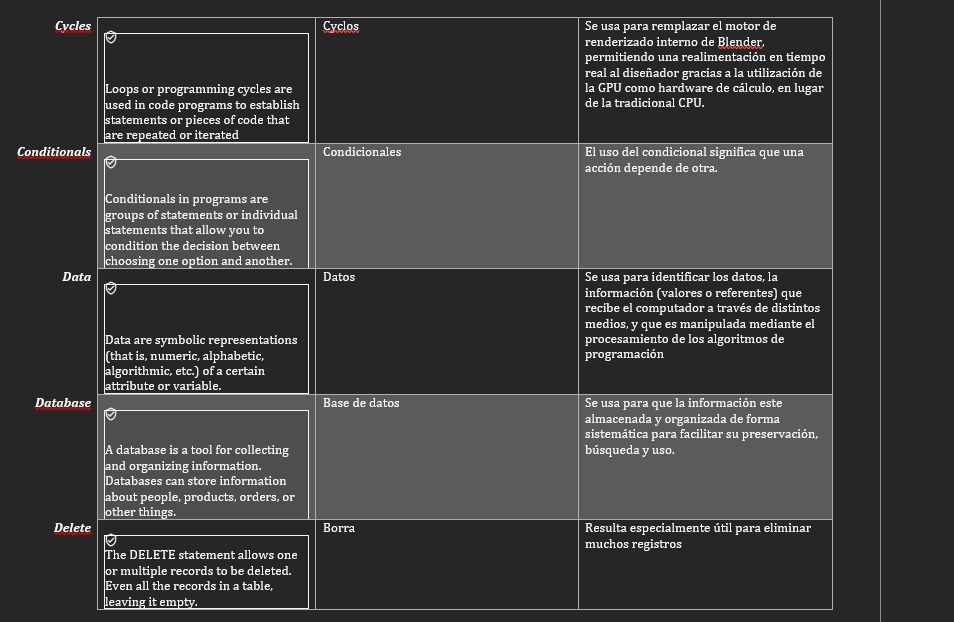 Cycles
Loops or programming cycles are
used in code programs to establish
statements or pieces of code that
are repeated or iterated
Cyclos
Se usa para remplazar el motor de
renderizado interno de Blender,
permitiendo una realimentación en tiempo
real al diseñador gracias a la utilización de
la GPU como hardware de cálculo, en lugar
de la tradicional CPU.
Conditionals
Conditionals in programs are
groups of statements or individual
statements that allow you to
condition the decision between
choosing one option and another.
Condicionales
El uso del condicional significa que una
acción depende de otra.
Data
Data are symbolic representations
(that is, numeric, alphabetic,
algorithmic, etc.) of a certain
attribute or variable.
Datos
Se usa para identificar los datos, la
información (valores o referentes) que
recibe el computador a través de distintos
medios, y que es manipulada mediante el
procesamiento de los algoritmos de
programación
Database
A database is a tool for collecting
and organizing information.
Databases can store information
about people, products, orders, or
other things.
Base de datos
Se usa para que la información este
almacenada y organizada de forma
sistemática para facilitar su preservación,
búsqueda y uso.
Delete
The DELETE statement allows one
or multiple records to be deleted.
Even all the records in a table,
leaving it empty.
Borra
Resulta especialmente útil para eliminar
muchos registros